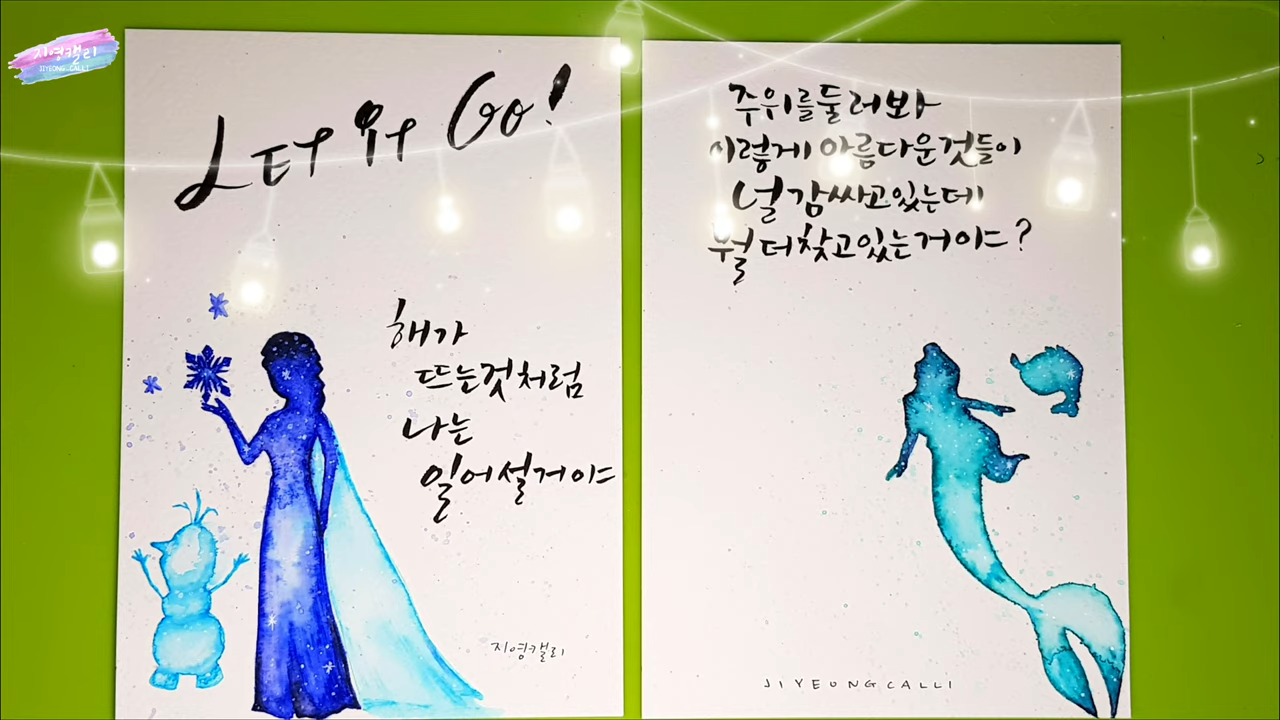 지영캘리
JIYEONG CALLI
LET it Go!
해가
뜨는것처럼
나는
일어설거야
지영캘리
주위를둘러봐
이렇게 아름다운것들이
널 감싸고있는데
뭘 더찾고있는거야?
JIYEONGCALLI